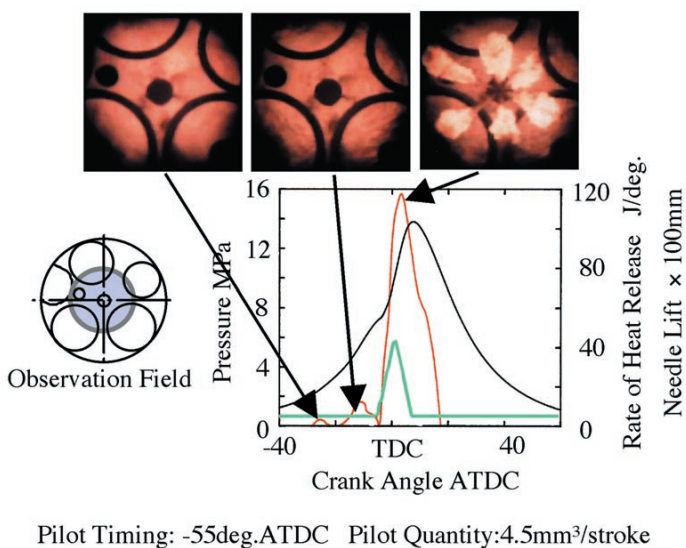 16
12
8
4
0
Pressure MPa
120
80
40
0
Rate of Heat Release J/deg.
Needle Lift × 100mm
-40
TDC
40
Crank Angle ATDC
Observation Field
Pilot Timing: -55deg.ATDC Pilot Quantity:4.5mm³/stroke